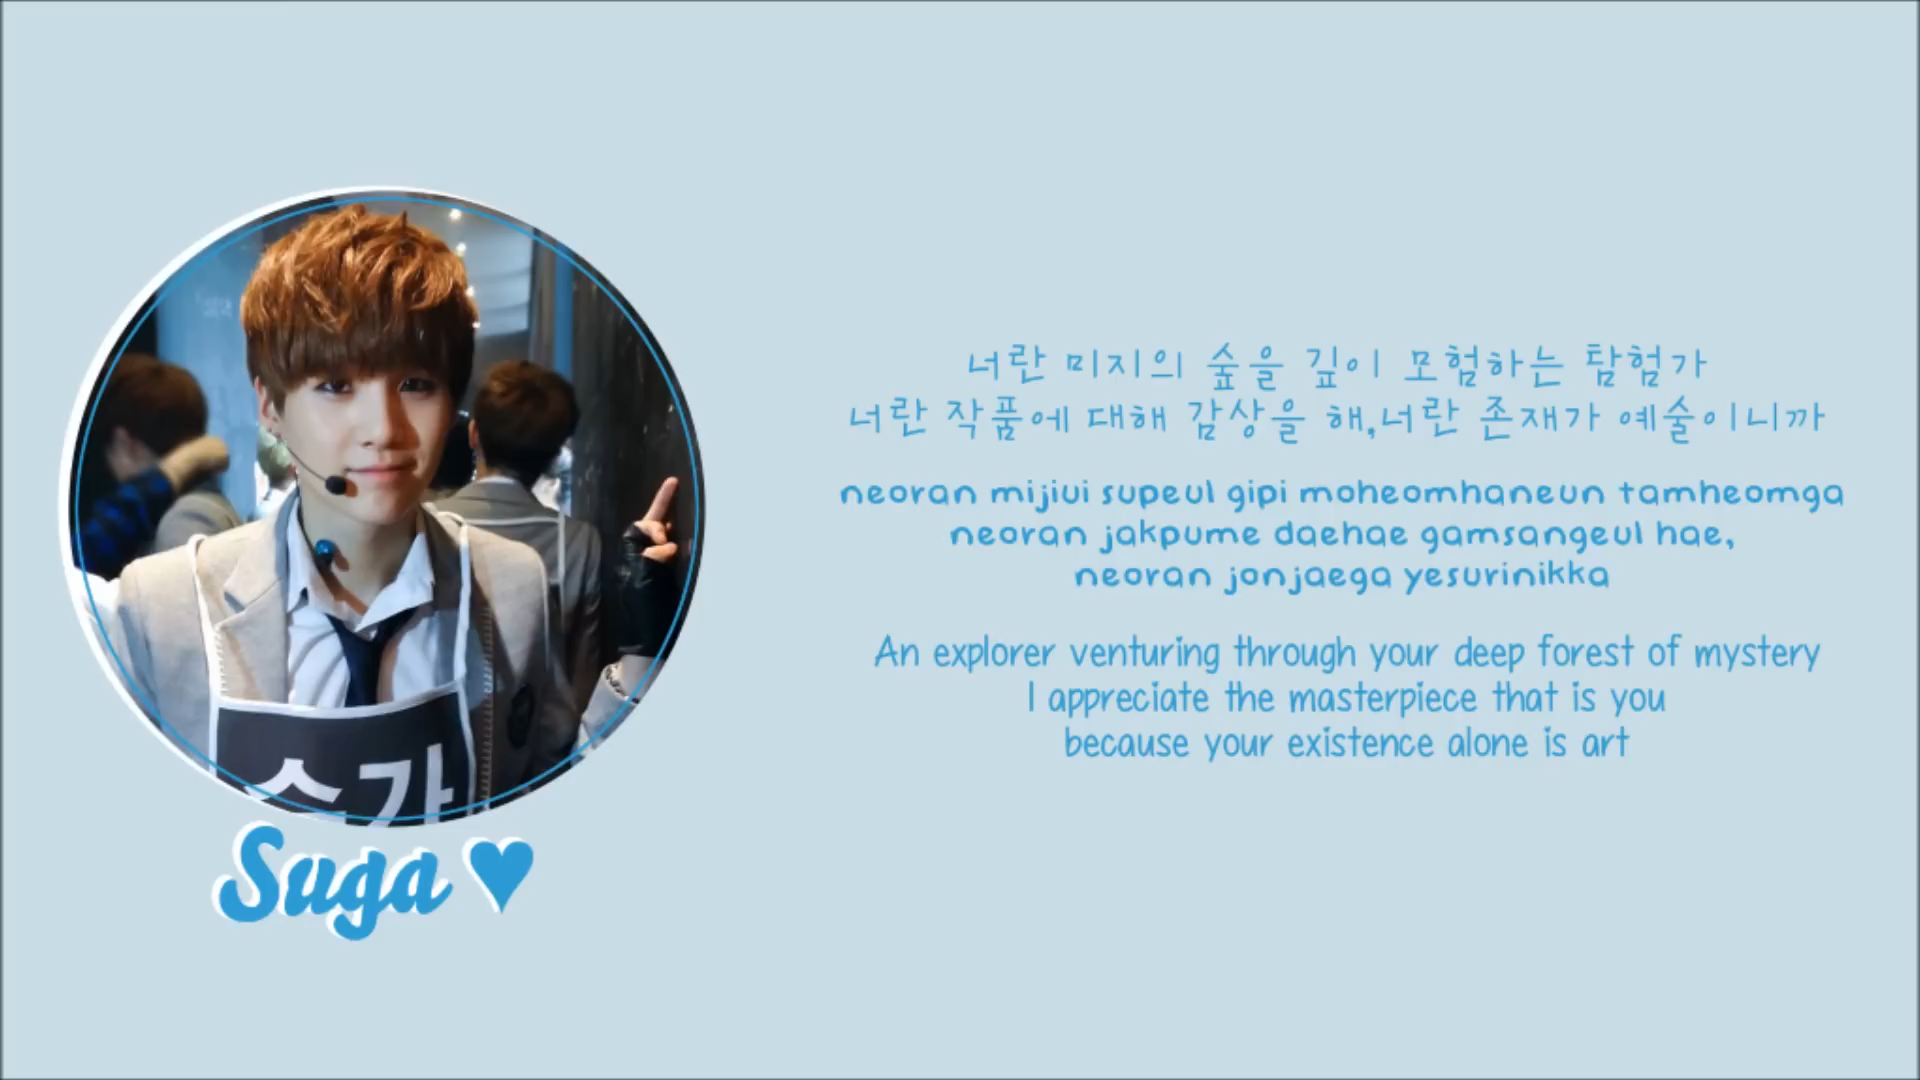 너란 미지의 숲을 깊이 모험하는 탐험가
너란 작품에 대해 감상을 해,너란 존재가 예술이니까
neoran mijiui supeul gipi moheomhaneun tamheomga
neoran jakpume daehae gamsangeul hae,
neoran jonjaega yesurinikka
An explorer venturing through your deep forest of mystery
I appreciate the masterpiece that is you
because your existence alone is art
슈가
Suga ♥